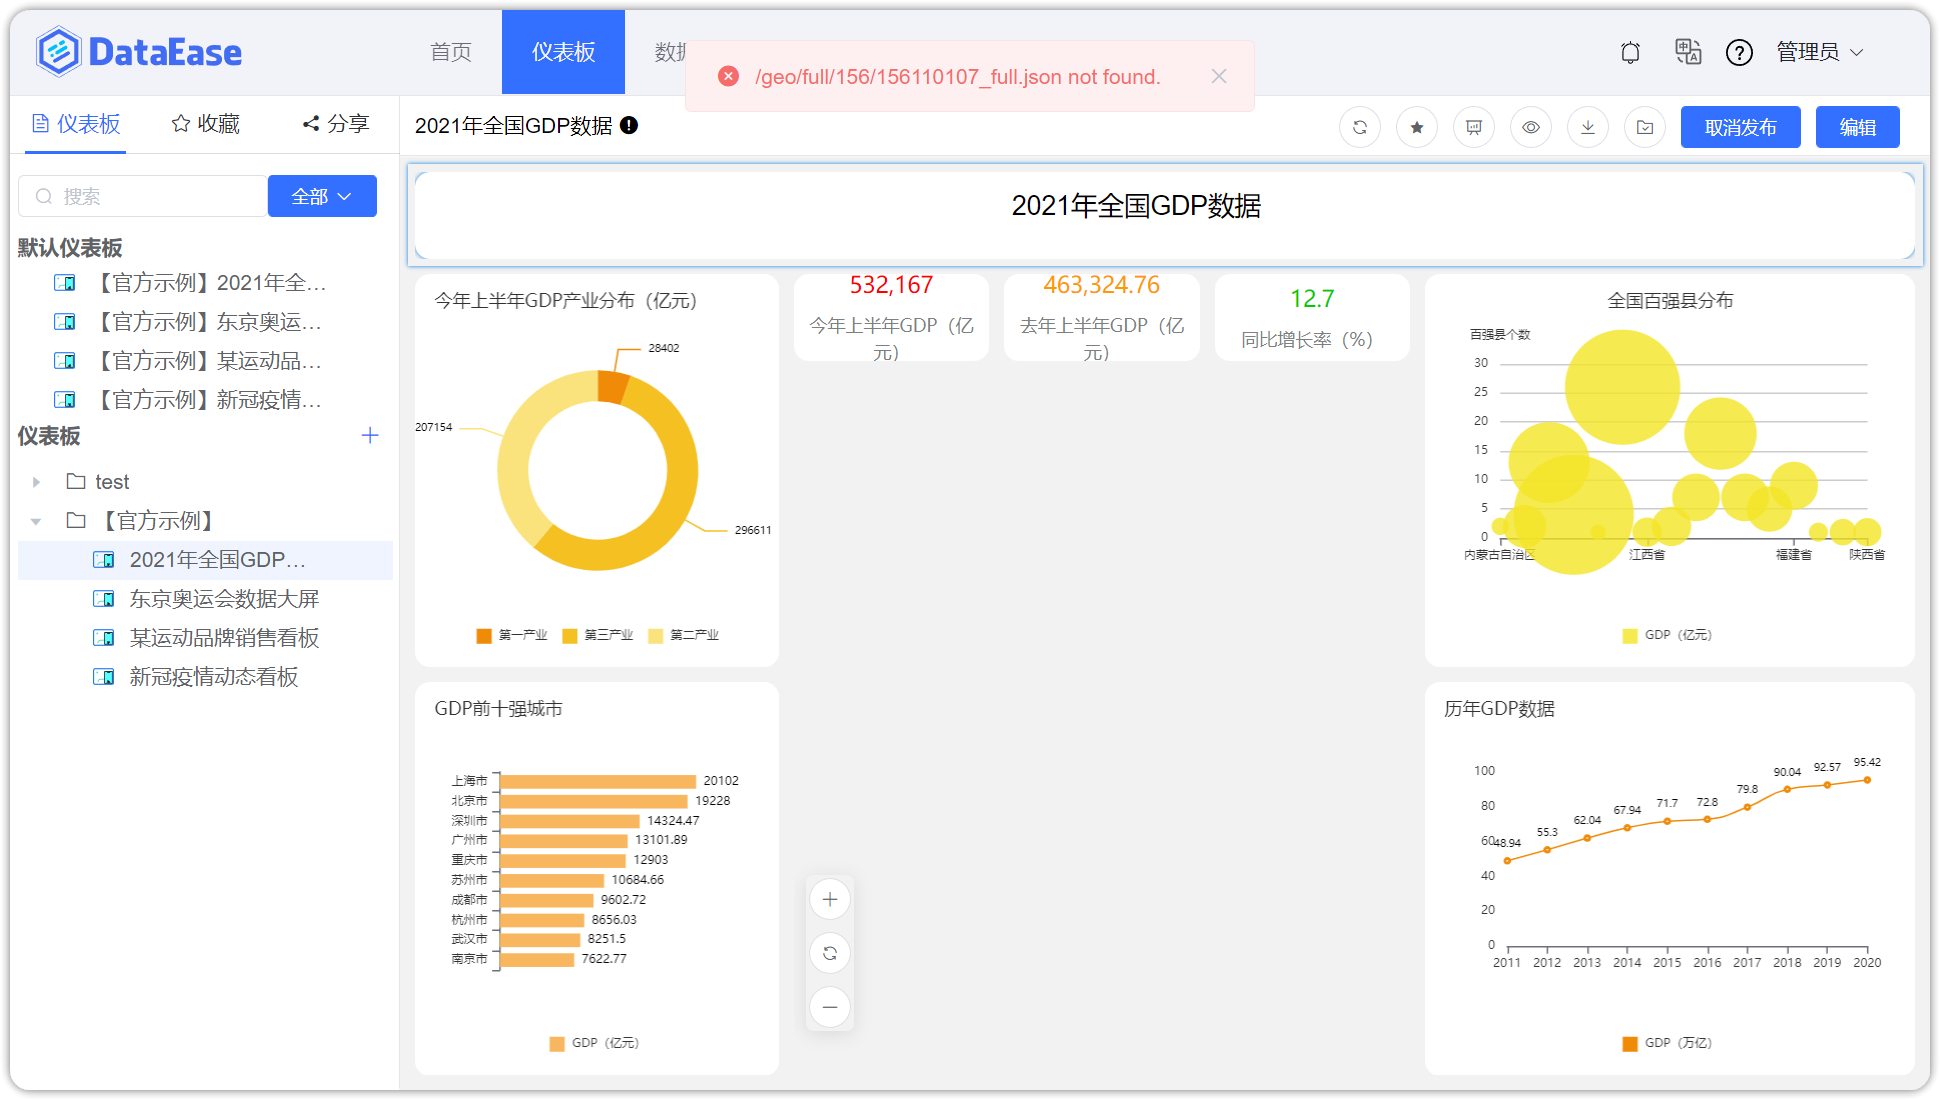 DataEase
首页
仪表板
数据
/geo/full/156/156110107_full.json not found.
管理员
仪表板
收藏
分享
2021年全国GDP数据
取消发布
编辑
搜索
全部
默认仪表板
【官方示例】2021年全…
【官方示例】东京奥运…
【官方示例】某运动品…
【官方示例】新冠疫情…
仪表板
test
【官方示例】
2021年全国GDP…
东京奥运会数据大屏
某运动品牌销售看板
新冠疫情动态看板
2021年全国GDP数据
今年上半年GDP产业分布（亿元）
28402
207154
296611
第一产业
第三产业
第二产业
532,167
今年上半年GDP（亿
元）
463,324.76
去年上半年GDP（亿
元）
12.7
同比增长率（%）
全国百强县分布
百强县个数
30
25
20
15
10
5
0
内蒙古自治区
江西省
福建省
陕西省
GDP（亿元）
GDP前十强城市
上海市 20102
北京市 19228
深圳市 14324.47
广州市 13101.89
重庆市 12903
苏州市 10684.66
成都市 9602.72
杭州市 8656.03
武汉市 8251.5
南京市 7622.77
GDP（亿元）
历年GDP数据
100
80
60
40
20
0
48.94
55.3
62.04
67.94
71.7
72.8
79.8
90.04
92.57
95.42
2011 2012 2013 2014 2015 2016 2017 2018 2019 2020
GDP（万亿）